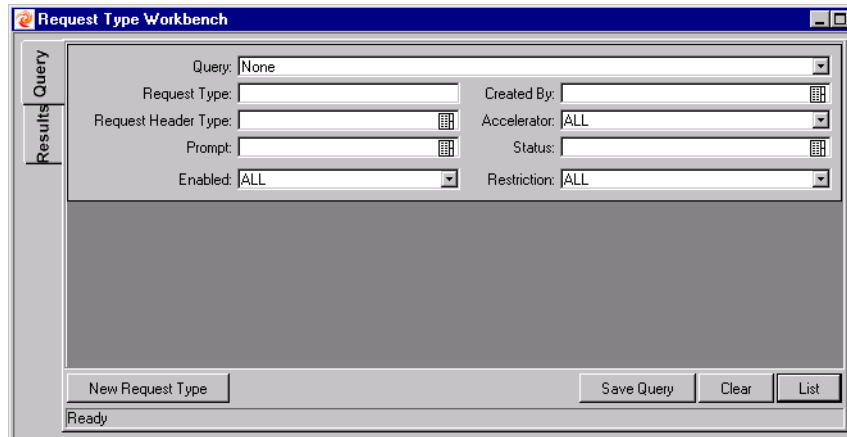 Request Type Workbench
Query
Results
Query: None
Request Type: Created By:
Request Header Type: Accelerator: ALL
Prompt: Status:
Enabled: ALL Restriction: ALL
New Request Type Save Query Clear List
Ready